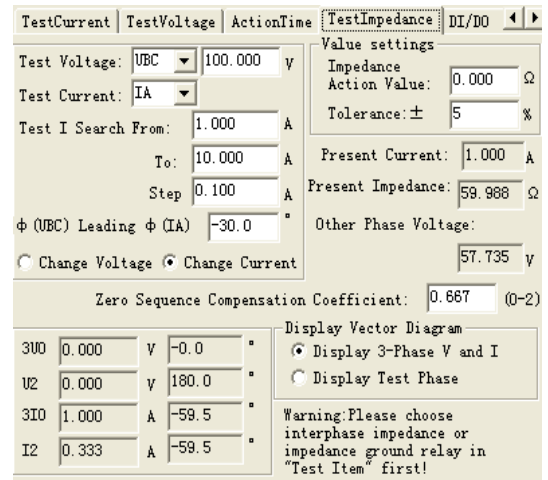 TestCurrent TestVoltage ActionTime TestImpedance DI/DO
Test Voltage: UBC 100.000 V
Test Current: IA
Test I Search From: 1.000 A
To: 10.000 A
Step 0.100 A
ϕ(UBC) Leading ϕ(IA) -30.0 °
Change Voltage Change Current
Value settings
Impedance
Action Value: 0.000 Ω
Tolerance:± 5 %
Present Current: 1.000 A
Present Impedance: 59.988 Ω
Other Phase Voltage:
57.735 V
Zero Sequence Compensation Coefficient: 0.667 (0-2)
3U0 0.000 V -0.0 °
U2 0.000 V 180.0 °
3I0 1.000 A -59.5 °
I2 0.333 A -59.5 °
Display Vector Diagram
Display 3-Phase V and I
Display Test Phase
Warning:Please choose
interphase impedance or
impedance ground relay in
"Test Item" first!